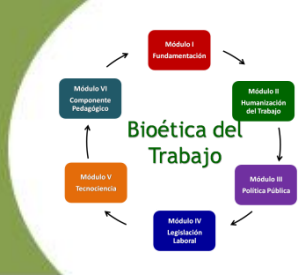 Módulo I
Fundamentación
Módulo II
Humanización
del Trabajo
Módulo III
Política Pública
Módulo IV
Legislación
Laboral
Módulo V
Tecnociencia
Módulo VI
Componente
Pedagógico
Bioética del
Trabajo